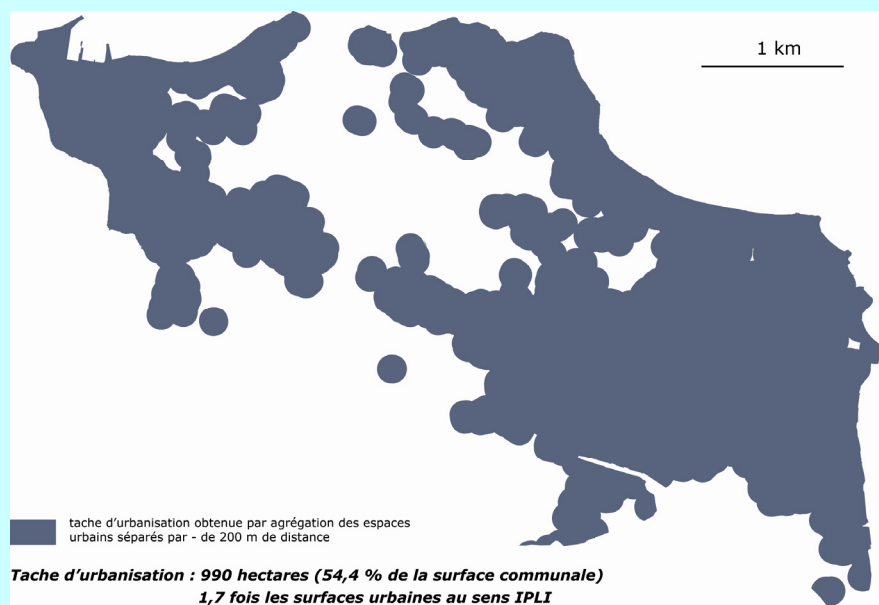 1 km
tache d'urbanisation obtenue par agrégation des espaces
urbains séparés par - de 200 m de distance
Tache d'urbanisation : 990 hectares (54,4 % de la surface communale)
1,7 fois les surfaces urbaines au sens IPLI